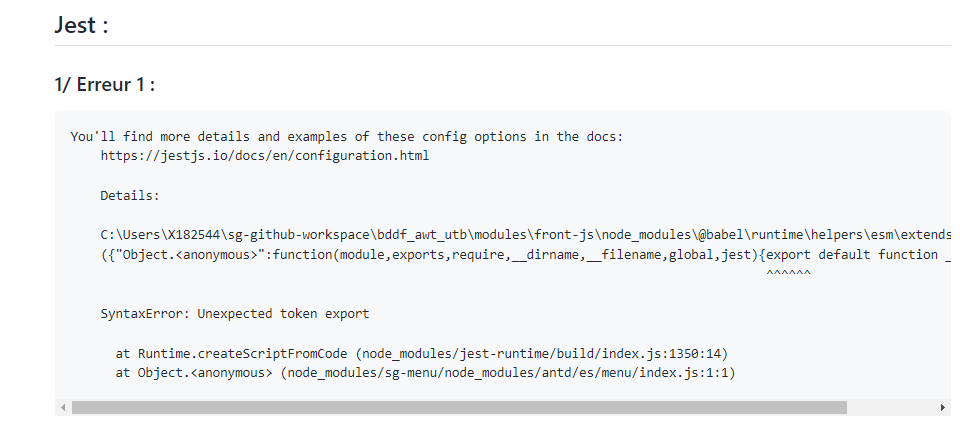 Jest :
1/ Erreur 1 :
You'll find more details and examples of these config options in the docs:
https://jestjs.io/docs/en/configuration.html
Details:
C:\Users\X182544\sg-github-workspace\bddf_awt_utb\modules\front-js\node_modules\@babel\runtime\helpers\esm\extends
({"Object.<anonymous>":function(module,exports,require,__dirname,__filename,global,jest){export default function _
^^^^^^
SyntaxError: Unexpected token export
at Runtime.createScriptFromCode (node_modules/jest-runtime/build/index.js:1350:14)
at Object.<anonymous> (node_modules/sg-menu/node_modules/antd/es/menu/index.js:1:1)